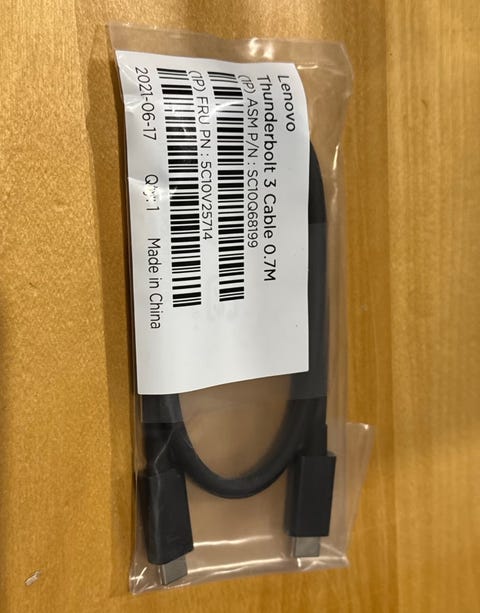 Lenovo
Thunderbolt 3 Cable 0.7M
(1P) ASM P/N : SC10Q68199
(1P) FRU PN : 5C10V25714
2021-06-17 Qty: 1 Made in China